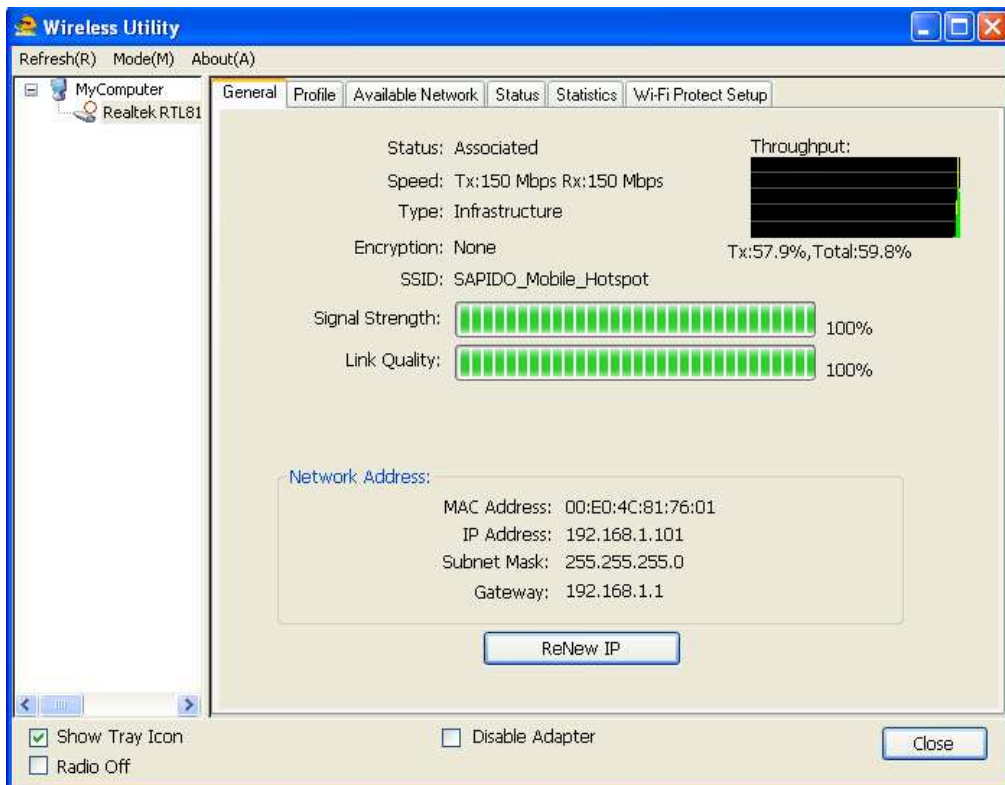 Wireless Utility
Refresh(R) Mode(M) About(A)
MyComputer
Realtek RTL81
General Profile Available Network Status Statistics Wi-Fi Protect Setup
Status: Associated
Speed: Tx:150 Mbps Rx:150 Mbps
Type: Infrastructure
Encryption: None
SSID: SAPIDO_Mobile_Hotspot
Throughput:
Tx:57.9%,Total:59.8%
Signal Strength: 100%
Link Quality: 100%
Network Address:
MAC Address: 00:E0:4C:81:76:01
IP Address: 192.168.1.101
Subnet Mask: 255.255.255.0
Gateway: 192.168.1.1
ReNew IP
Show Tray Icon
Radio Off
Disable Adapter
Close